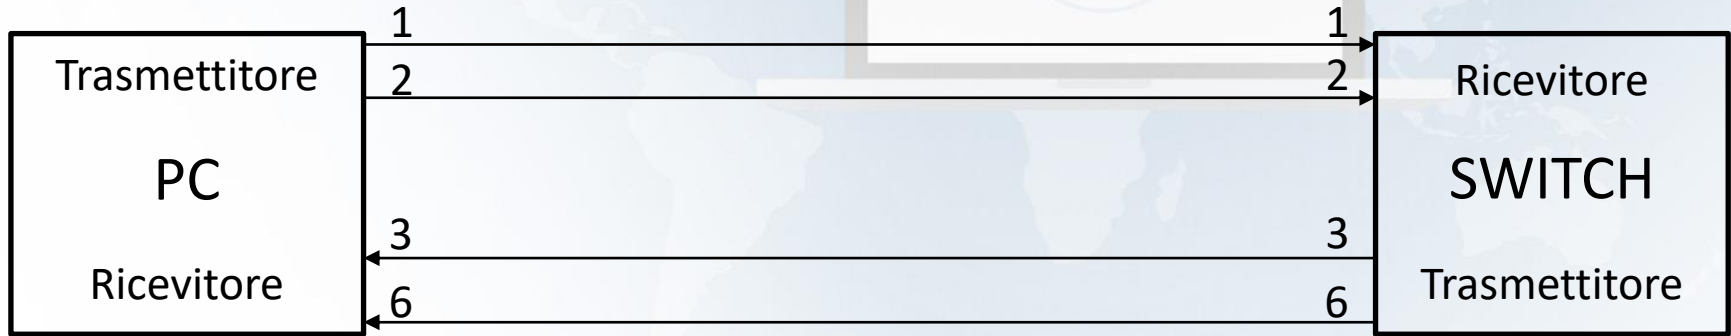 1 1
Trasmettitore 2 2 Ricevitore
PC SWITCH
3 3
Ricevitore 6 6 Trasmettitore